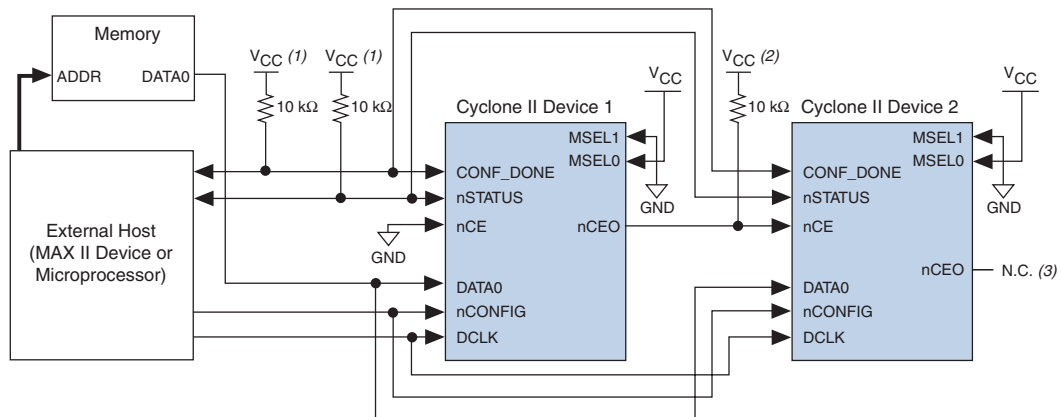 Memory
ADDR DATA0
VCC (1)
10 kΩ
VCC (1)
10 kΩ
External Host
(MAX II Device or
Microprocessor)
Cyclone II Device 1
VCC
MSEL1
MSEL0
CONF_DONE
nSTATUS
nCE
nCEO
DATA0
nCONFIG
DCLK
GND
GND
VCC (2)
10 kΩ
Cyclone II Device 2
VCC
MSEL1
MSEL0
CONF_DONE
nSTATUS
nCE
nCEO
N.C. (3)
DATA0
nCONFIG
DCLK
GND